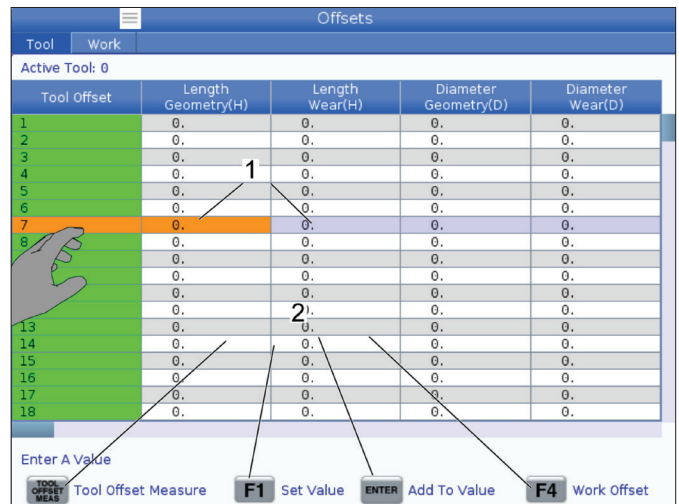 Offsets
Tool Work
Active Tool: 0
Tool Offset Length Geometry(H) Length Wear(H) Diameter Geometry(D) Diameter Wear(D)
1 0. 0. 0. 0.
2 0. 0. 0. 0.
3 0. 0. 0. 0.
4 0. 0. 0. 0.
1
5 0. 0. 0. 0.
6 0. 0. 0. 0.
7 0. 0. 0. 0.
8 0. 0. 0. 0.
0. 0. 0. 0.
0. 0. 0. 0.
0. 0. 0. 0.
0. 0. 0.
2
13 0. 0. 0. 0.
14 0. 0. 0. 0.
15 0. 0. 0. 0.
16 0. 0. 0. 0.
17 0. 0. 0. 0.
18 0. 0. 0. 0.
Enter A Value
TOOL OFFSET MEAS Tool Offset Measure F1 Set Value ENTER Add To Value F4 Work Offset